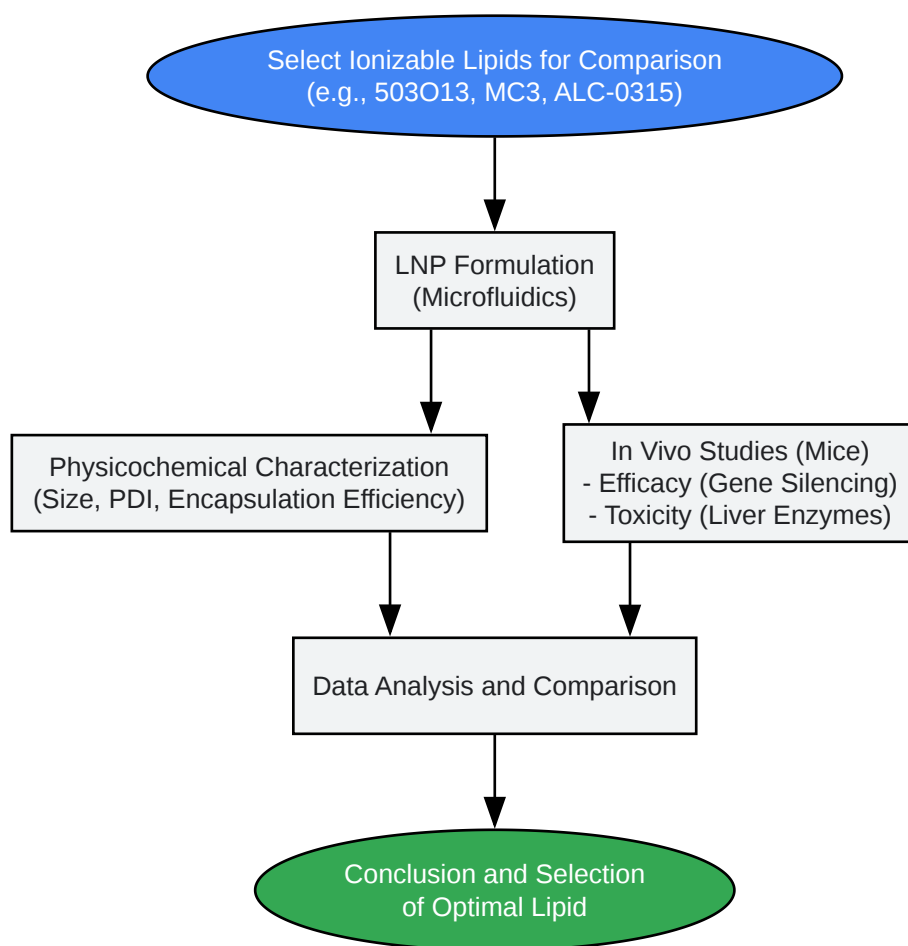 Select Ionizable Lipids for Comparison
(e.g., 503O13, MC3, ALC-0315)
LNP Formulation
(Microfluidics)
Physicochemical Characterization
(Size, PDI, Encapsulation Efficiency)
In Vivo Studies (Mice)
- Efficacy (Gene Silencing)
- Toxicity (Liver Enzymes)
Data Analysis and Comparison
Conclusion and Selection
of Optimal Lipid